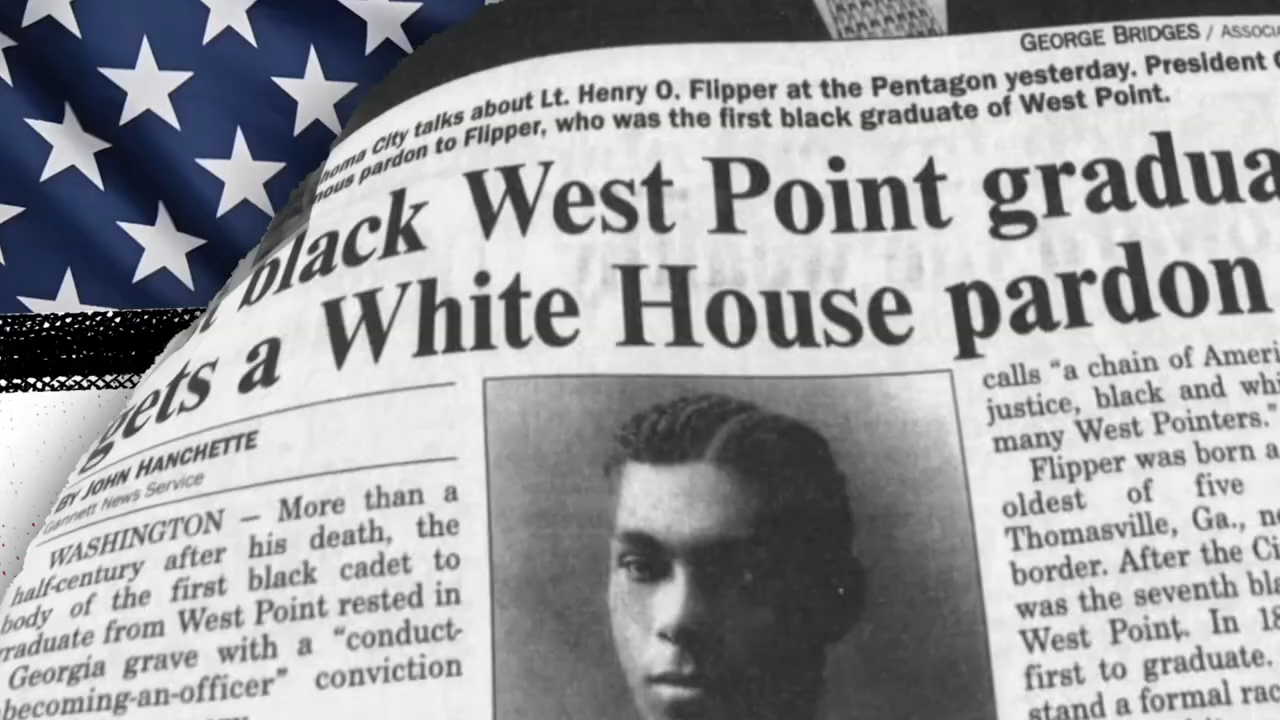 GEORGE BRIDGES /
City talks about Lt. Henry O. Flipper at the Pentagon yesterday. President
pardon to Flipper, who was the first black graduate of West Point.
black West Point gradua
gets a White House pardon
BY JOHN HANCHETTE
Gannett News Service
WASHINGTON — More than a
half-century after his death, the
body of the first black cadet to
raduate from West Point rested in
Georgia grave with a “conduct-
becoming-an-officer” conviction
calls “a chain of Ameri
justice, black and whi
many West Pointers.”
Flipper was born a
oldest of five
Thomasville, Ga., n
border. After the Ci
was the seventh bla
West Point. In 18
first to graduate.
stand a formal rac